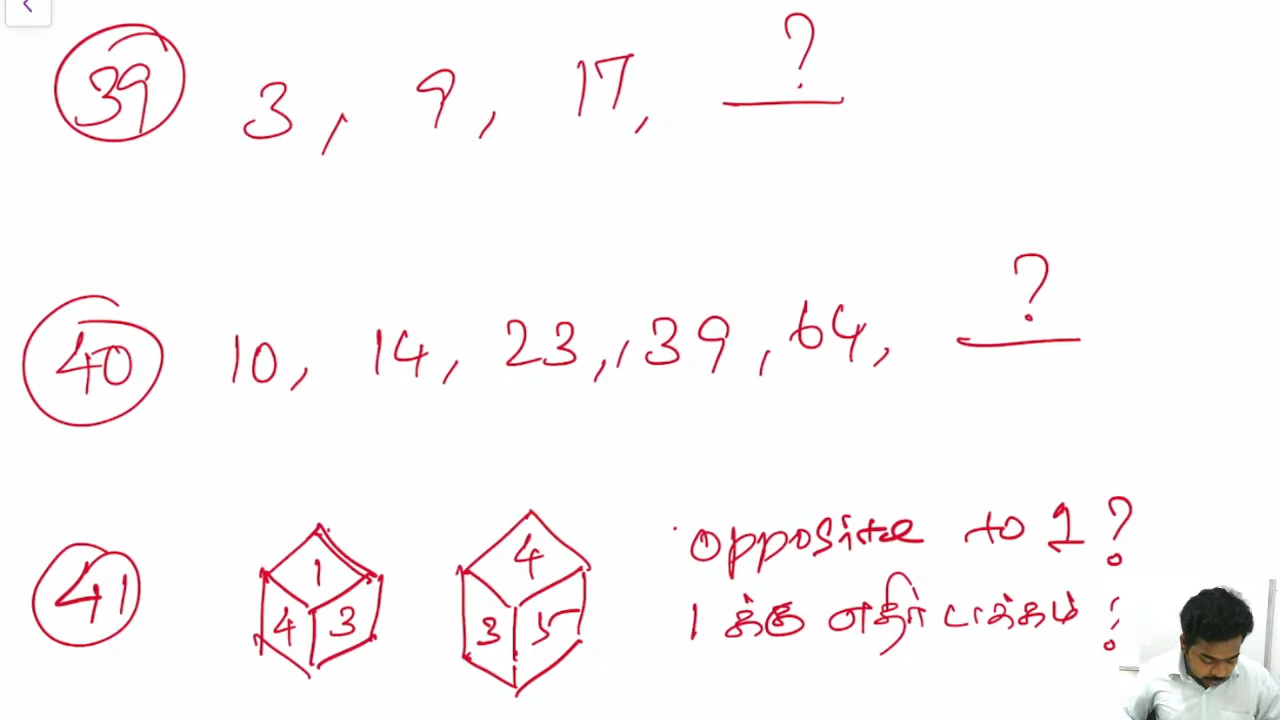 39 3, 9, 17, ?
40 10, 14, 23, 39, 64, ?
41 1 4 3 4 3 5 opposite to 1 ?
1 க்கு எதிர் பக்கம் ?